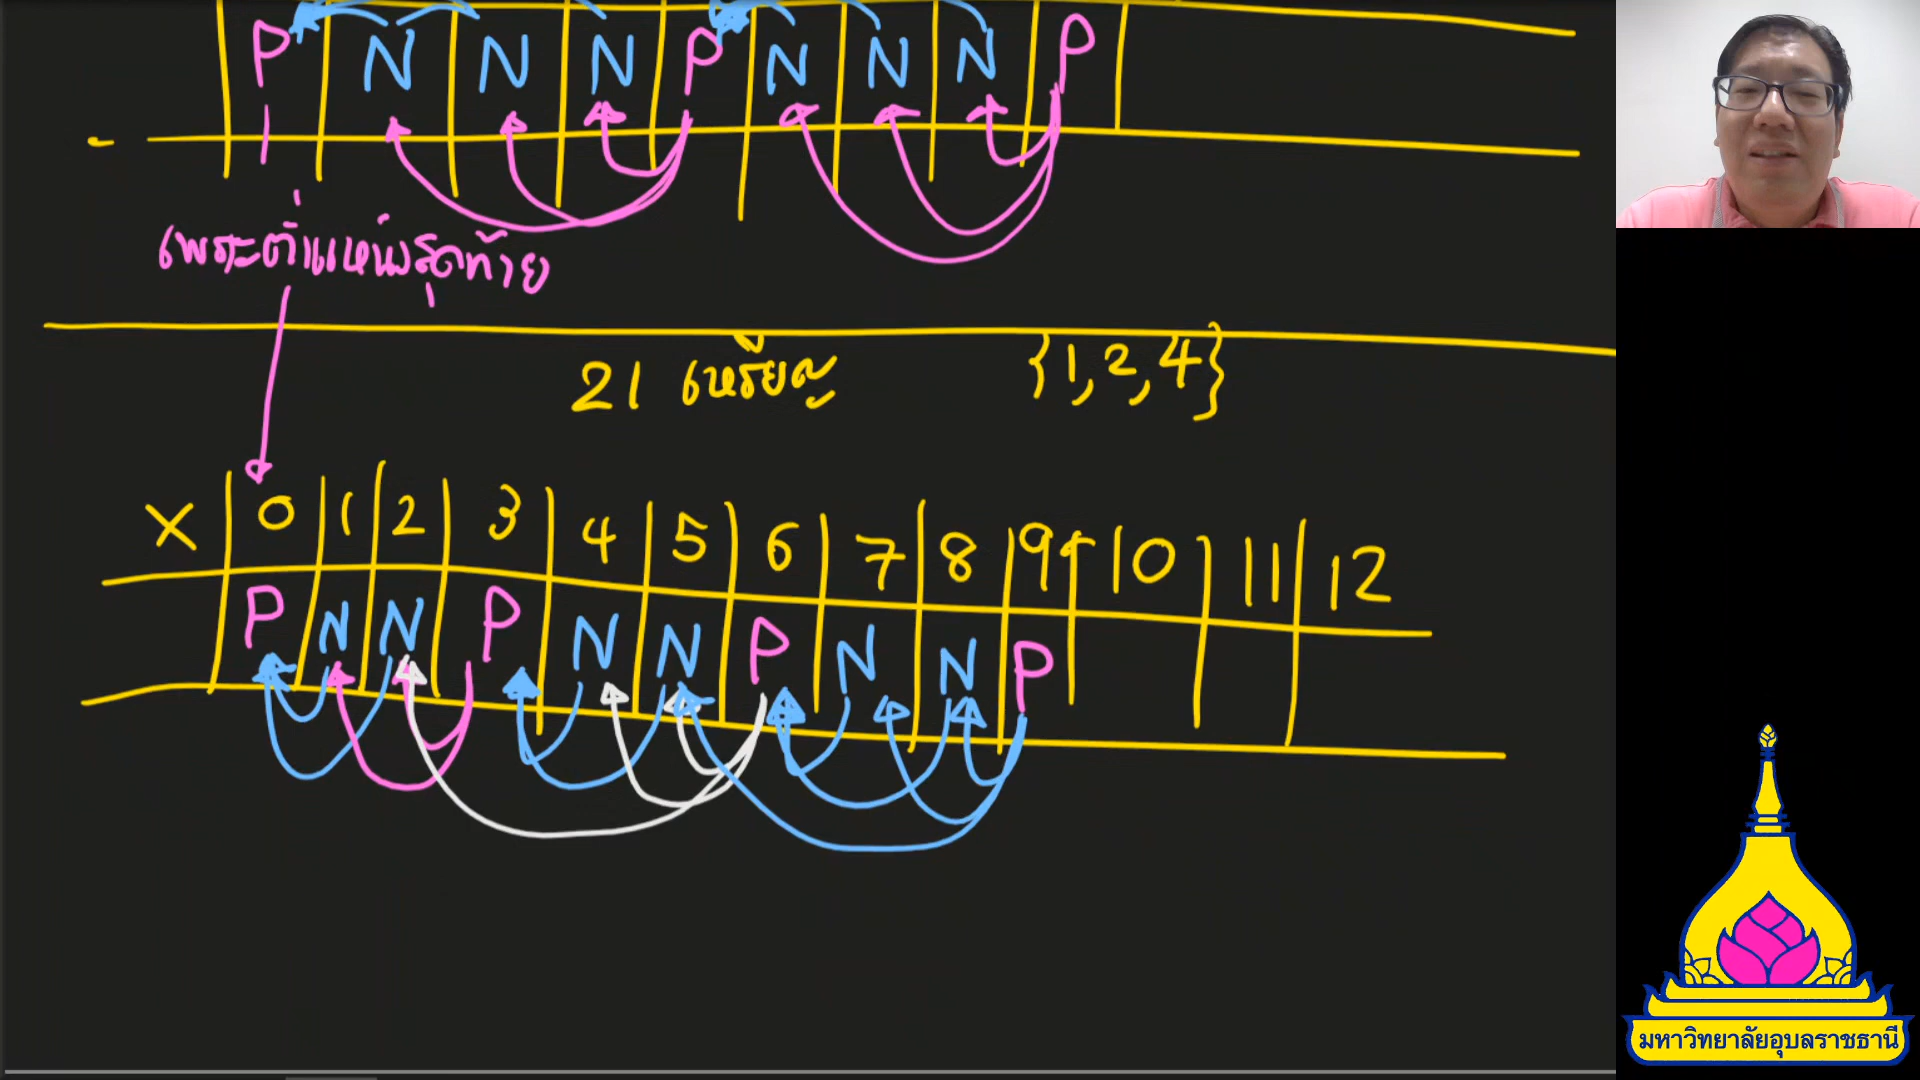 P N N N P N N N P
เพราะตำแหน่งสุดท้าย
21 เหรียญ {1,2,4}
X 0 1 2 3 4 5 6 7 8 9 10 11 12
P N N P N N P N N P
มหาวิทยาลัยอุบลราชธานี